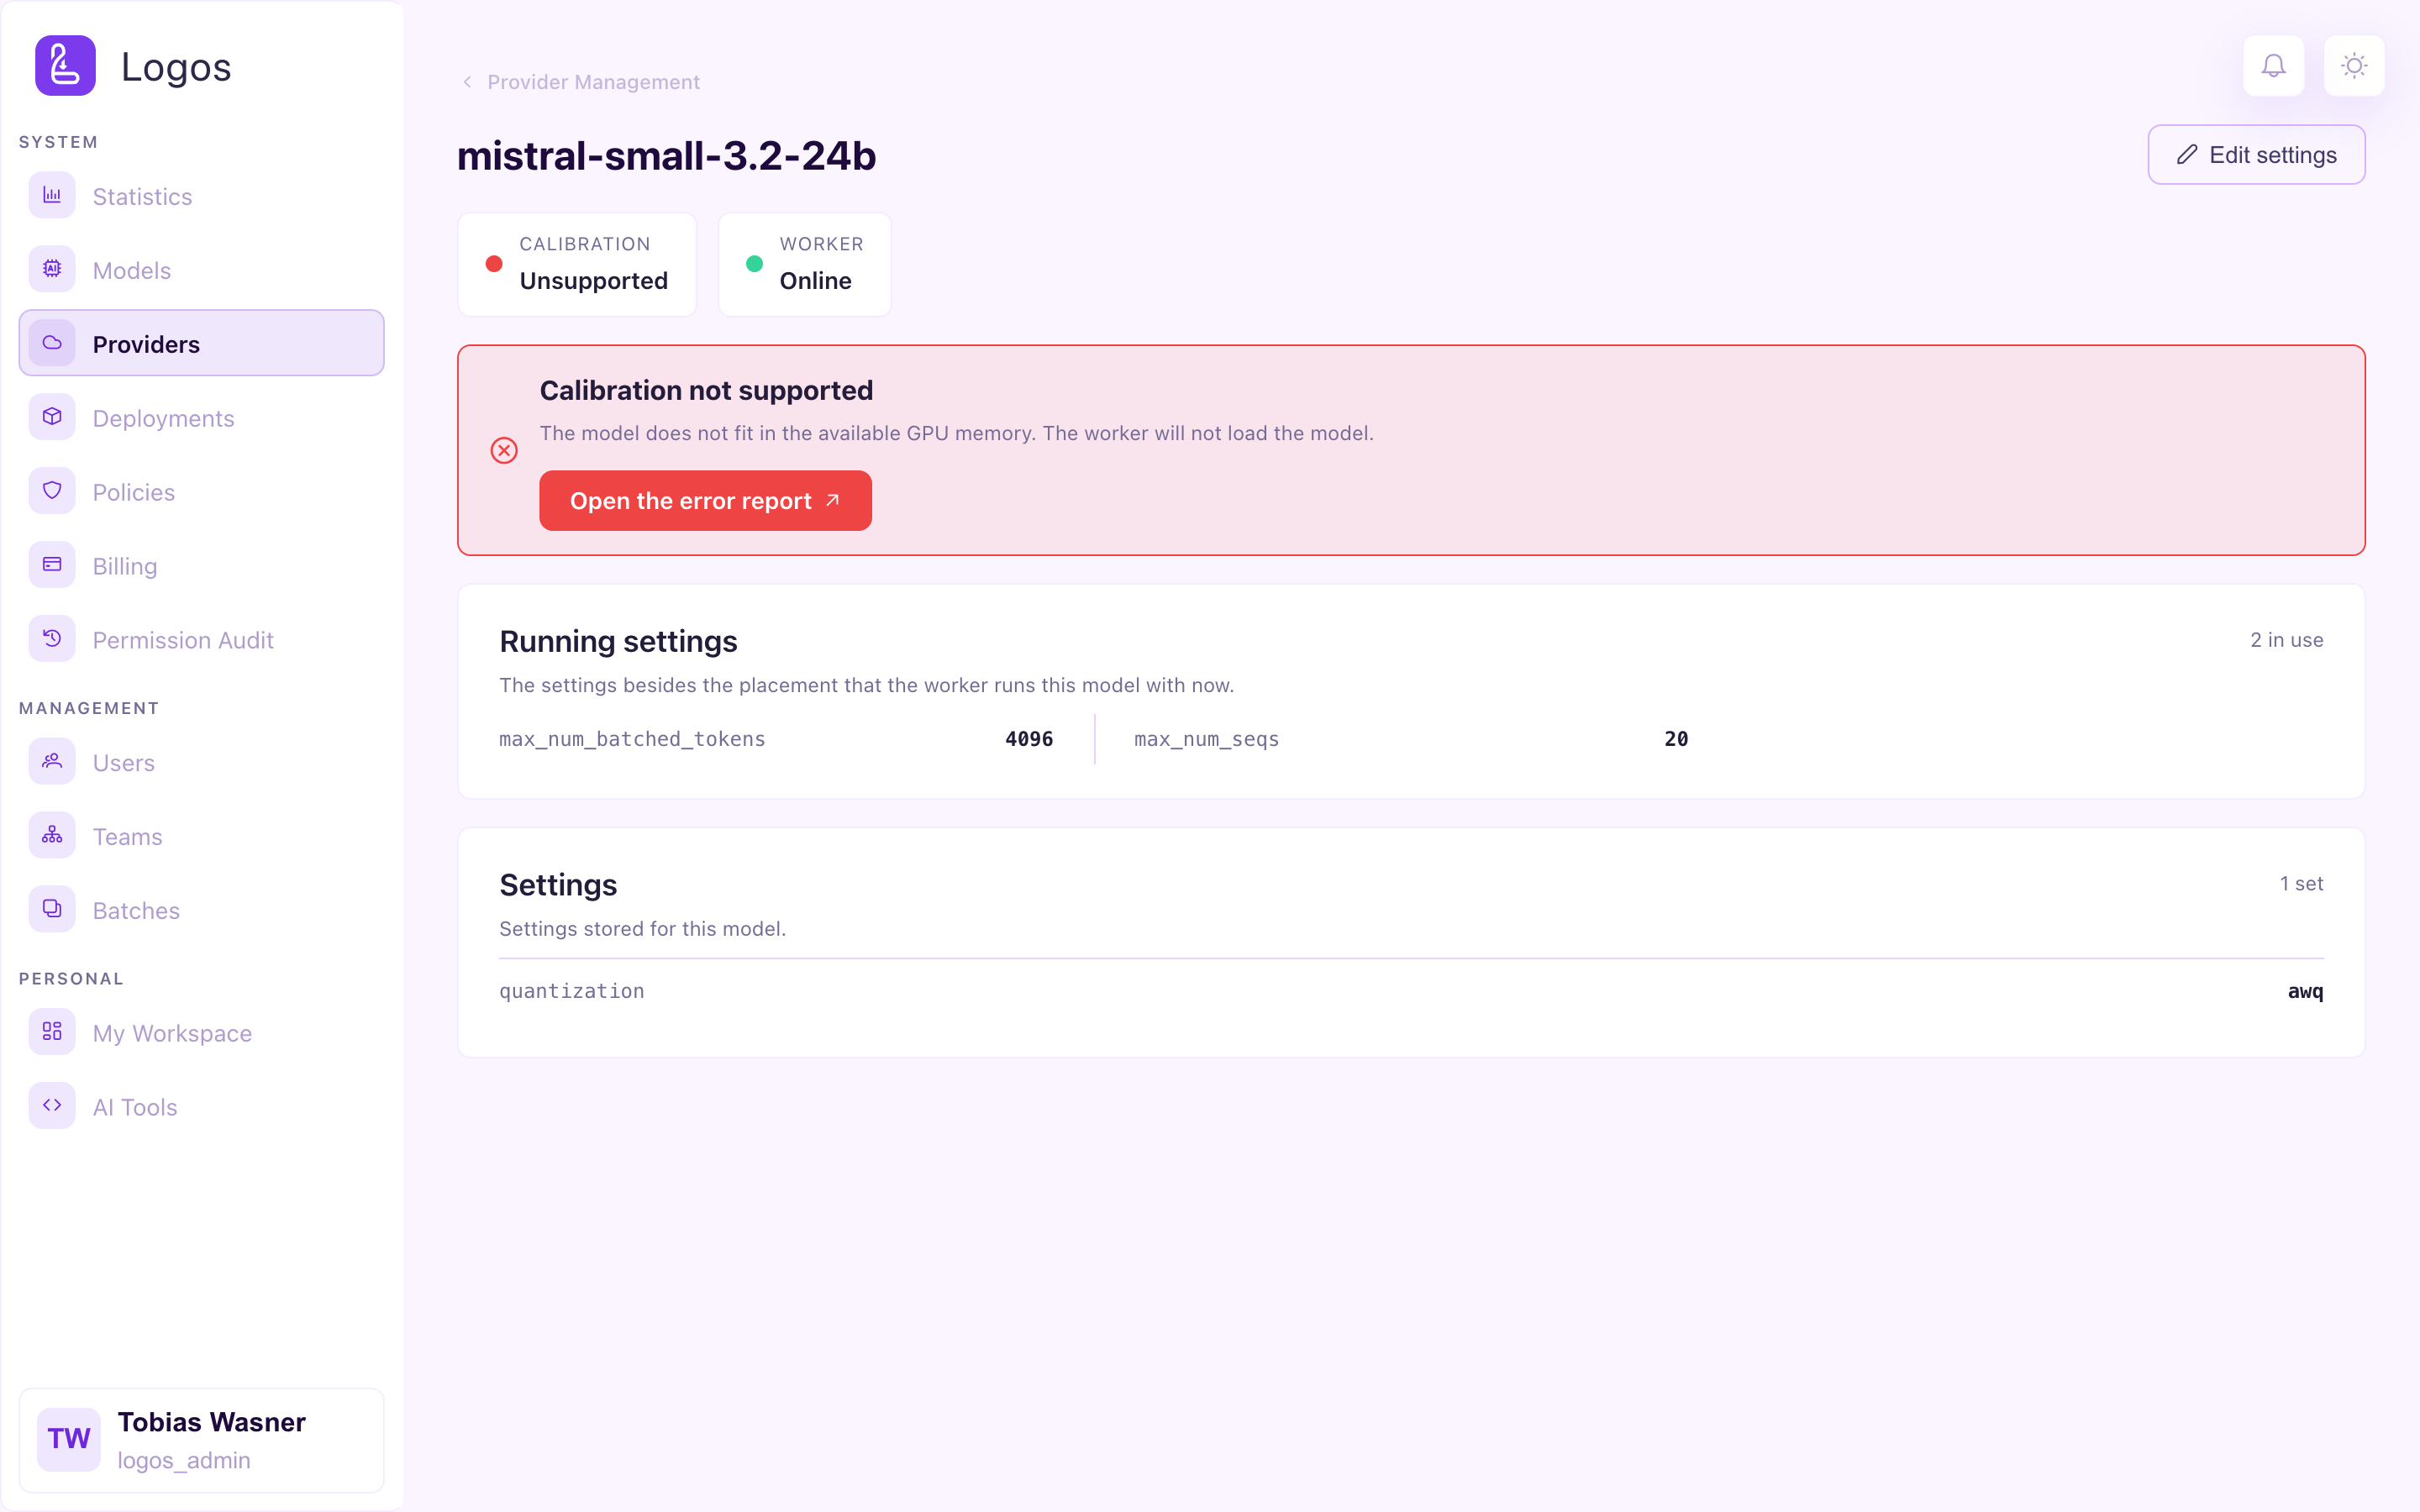 Logos
SYSTEM
Statistics
Models
Providers
Deployments
Policies
Billing
Permission Audit
MANAGEMENT
Users
Teams
Batches
PERSONAL
My Workspace
AI Tools
TW
Tobias Wasner
logos_admin
Provider Management
mistral-small-3.2-24b
Edit settings
CALIBRATION
Unsupported
WORKER
Online
Calibration not supported
The model does not fit in the available GPU memory. The worker will not load the model.
Open the error report
Running settings
2 in use
The settings besides the placement that the worker runs this model with now.
max_num_batched_tokens 4096
max_num_seqs 20
Settings
1 set
Settings stored for this model.
quantization awq